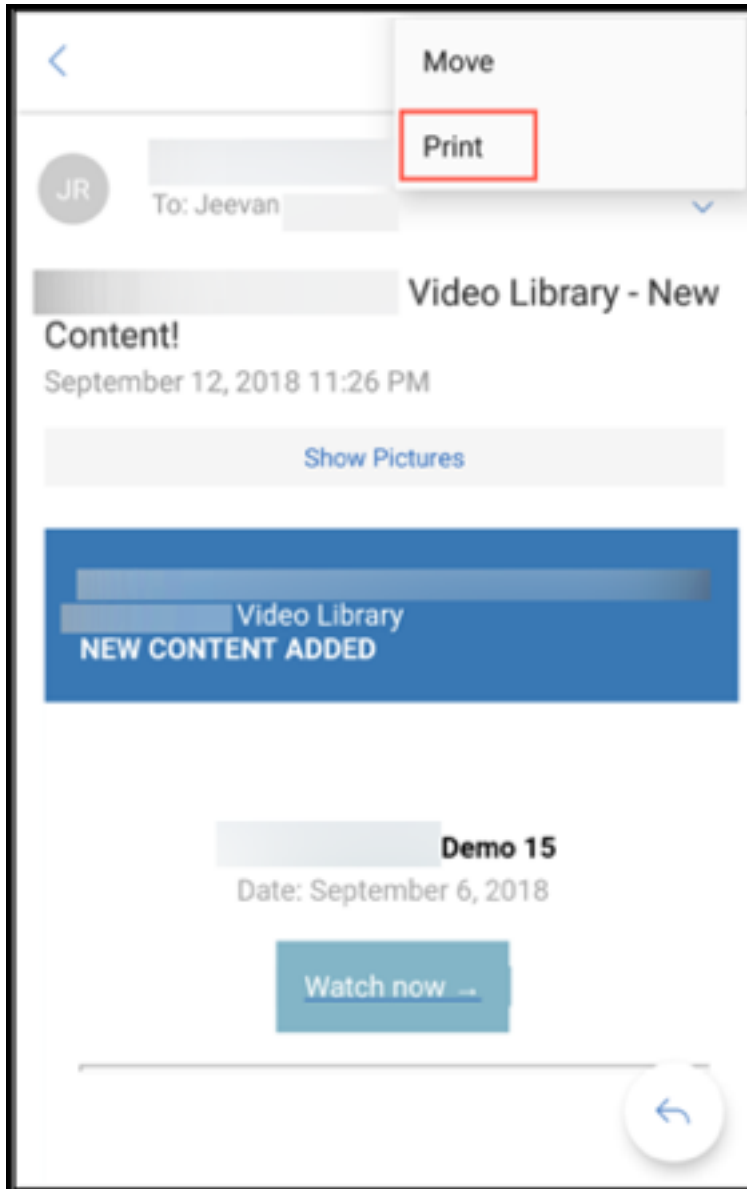 Move
Print
JR
To: Jeevan
Video Library - New
Content!
September 12, 2018 11:26 PM
Show Pictures
Video Library
NEW CONTENT ADDED
Demo 15
Date: September 6, 2018
Watch now →